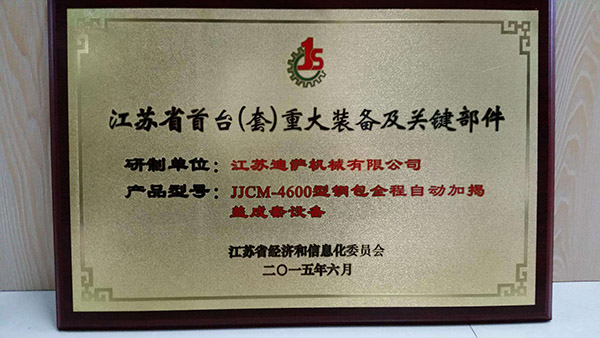 JS
江苏省首台(套)重大装备及关键部件
研制单位：江苏迪萨机械有限公司
产品型号：JJCM-4600型钢包全程自动加揭
盖成套设备
江苏省经济和信息化委员会
二〇一五年六月